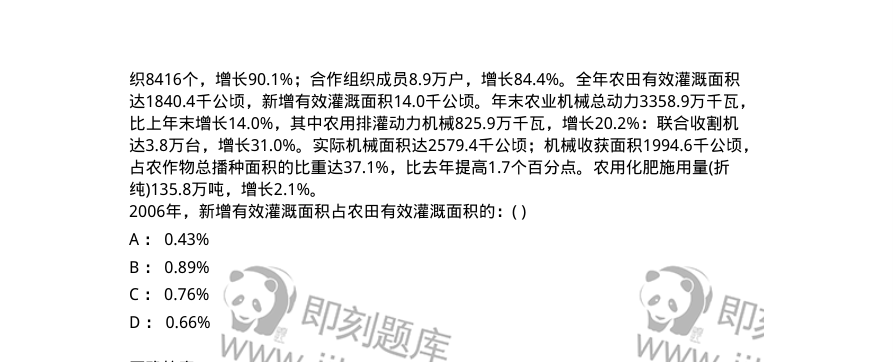 织8416个，增长90.1%；合作组织成员8.9万户，增长84.4%。全年农田有效灌溉面积
达1840.4千公顷，新增有效灌溉面积14.0千公顷。年末农业机械总动力3358.9万千瓦，
比上年末增长14.0%，其中农用排灌动力机械825.9万千瓦，增长20.2%：联合收割机
达3.8万台，增长31.0%。实际机械面积达2579.4千公顷；机械收获面积1994.6千公顷，
占农作物总播种面积的比重达37.1%，比去年提高1.7个百分点。农用化肥施用量(折
纯)135.8万吨，增长2.1%。
2006年，新增有效灌溉面积占农田有效灌溉面积的：( )
A： 0.43%
B： 0.89%
C： 0.76%
D： 0.66%
即刻题库
即刻